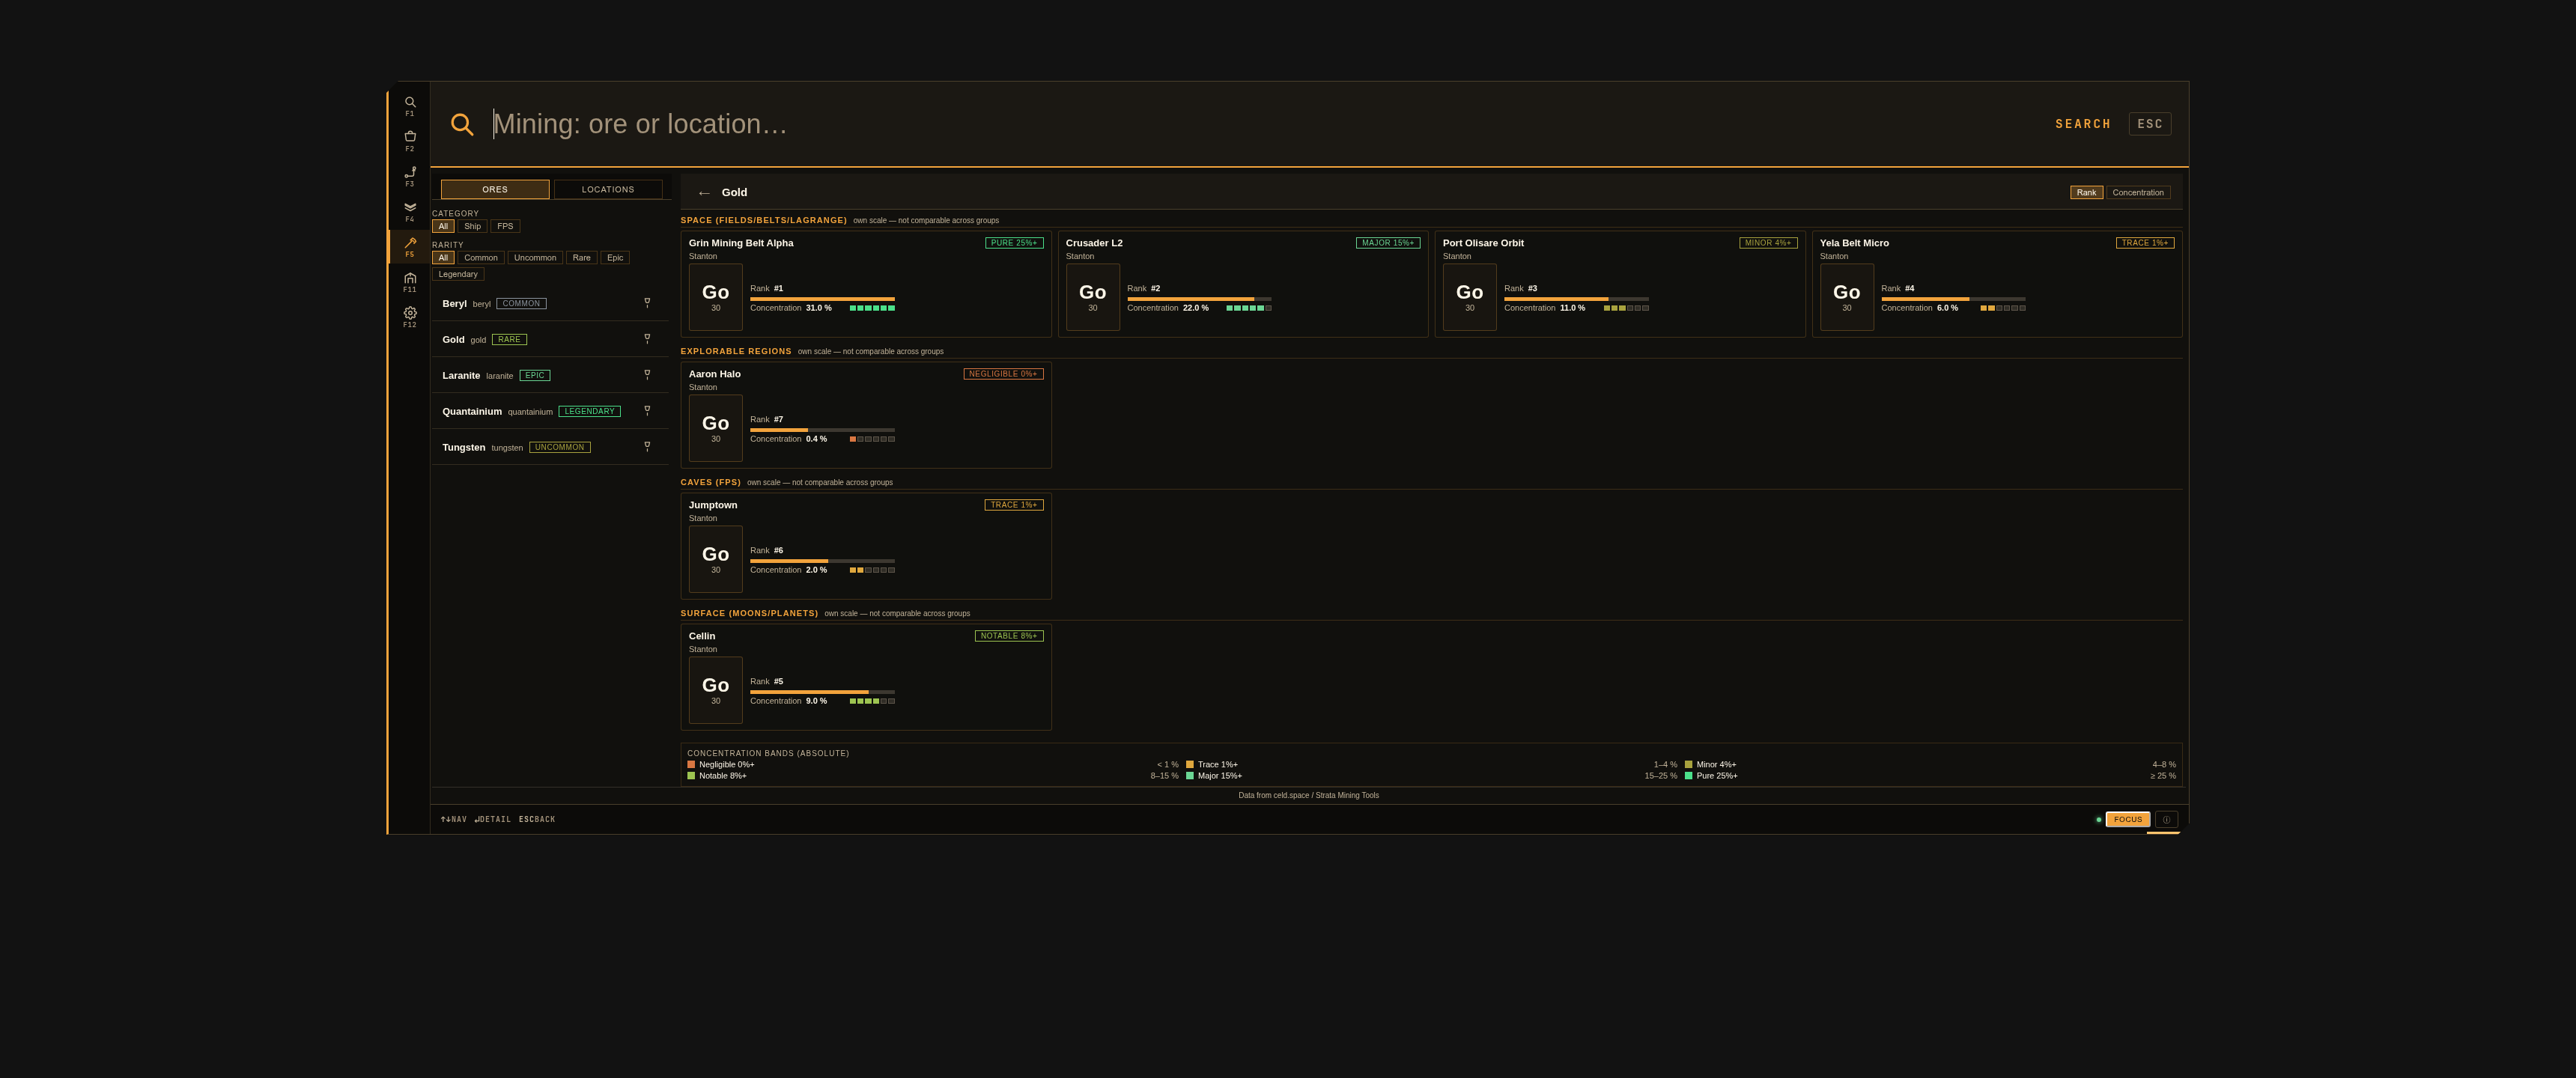 F1
F2
F3
F4
F5
F11
F12
Mining: ore or location…
SEARCH ESC
ORES LOCATIONS
CATEGORY
All Ship FPS
RARITY
All Common Uncommon Rare Epic
Legendary
Beryl beryl COMMON
Gold gold RARE
Laranite laranite EPIC
Quantainium quantainium LEGENDARY
Tungsten tungsten UNCOMMON
← Gold
Rank Concentration
SPACE (FIELDS/BELTS/LAGRANGE) own scale — not comparable across groups
Grin Mining Belt Alpha PURE 25%+
Stanton
Go
30
Rank #1
Concentration 31.0 %
Crusader L2 MAJOR 15%+
Stanton
Go
30
Rank #2
Concentration 22.0 %
Port Olisare Orbit MINOR 4%+
Stanton
Go
30
Rank #3
Concentration 11.0 %
Yela Belt Micro TRACE 1%+
Stanton
Go
30
Rank #4
Concentration 6.0 %
EXPLORABLE REGIONS own scale — not comparable across groups
Aaron Halo NEGLIGIBLE 0%+
Stanton
Go
30
Rank #7
Concentration 0.4 %
CAVES (FPS) own scale — not comparable across groups
Jumptown TRACE 1%+
Stanton
Go
30
Rank #6
Concentration 2.0 %
SURFACE (MOONS/PLANETS) own scale — not comparable across groups
Cellin NOTABLE 8%+
Stanton
Go
30
Rank #5
Concentration 9.0 %
CONCENTRATION BANDS (ABSOLUTE)
Negligible 0%+ < 1 % Trace 1%+ 1–4 % Minor 4%+ 4–8 %
Notable 8%+ 8–15 % Major 15%+ 15–25 % Pure 25%+ ≥ 25 %
Data from celd.space / Strata Mining Tools
↑↓NAV ↵DETAIL ESCBACK
FOCUS ⓘ